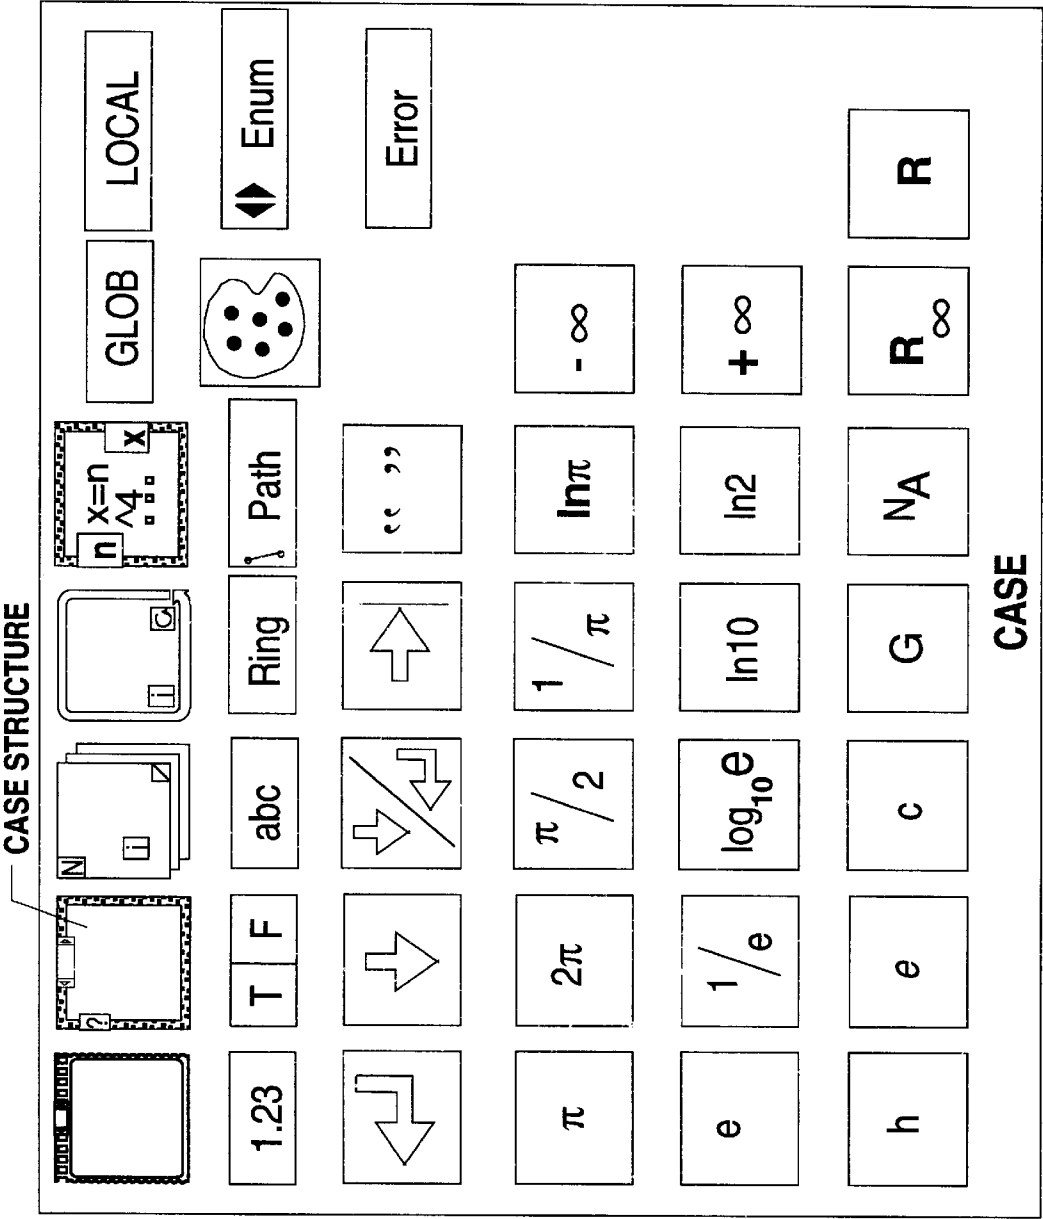 CASE STRUCTURE
?
N
i
i
n
x=n
^4
x
GLOB
LOCAL
1.23
T F
abc
Ring
Path
Enum
“ ”
Error
π
2π
π/2
1/π
lnπ
- ∞
e
1/e
log₁₀e
ln10
ln2
+ ∞
h
e
c
G
NA
R∞
R
CASE